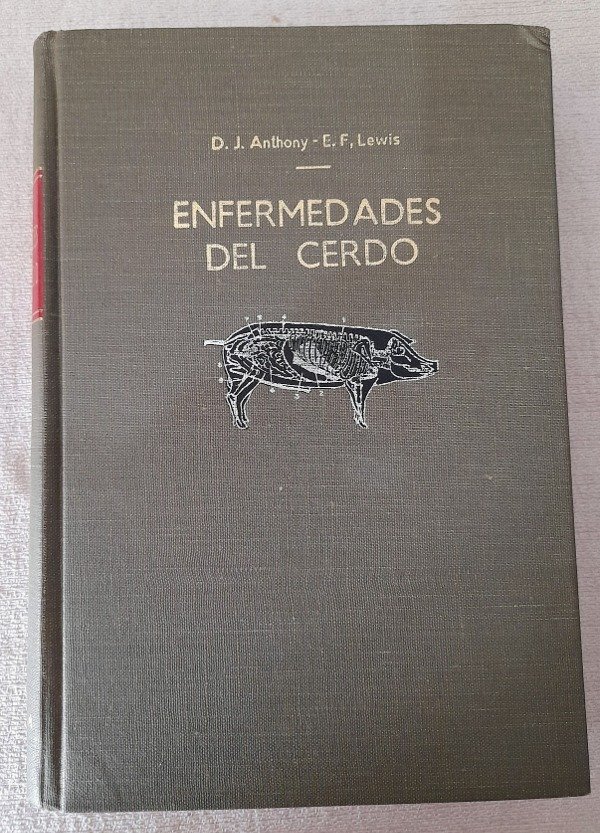 D. J. Anthony - E. F, Lewis
ENFERMEDADES
DEL CERDO